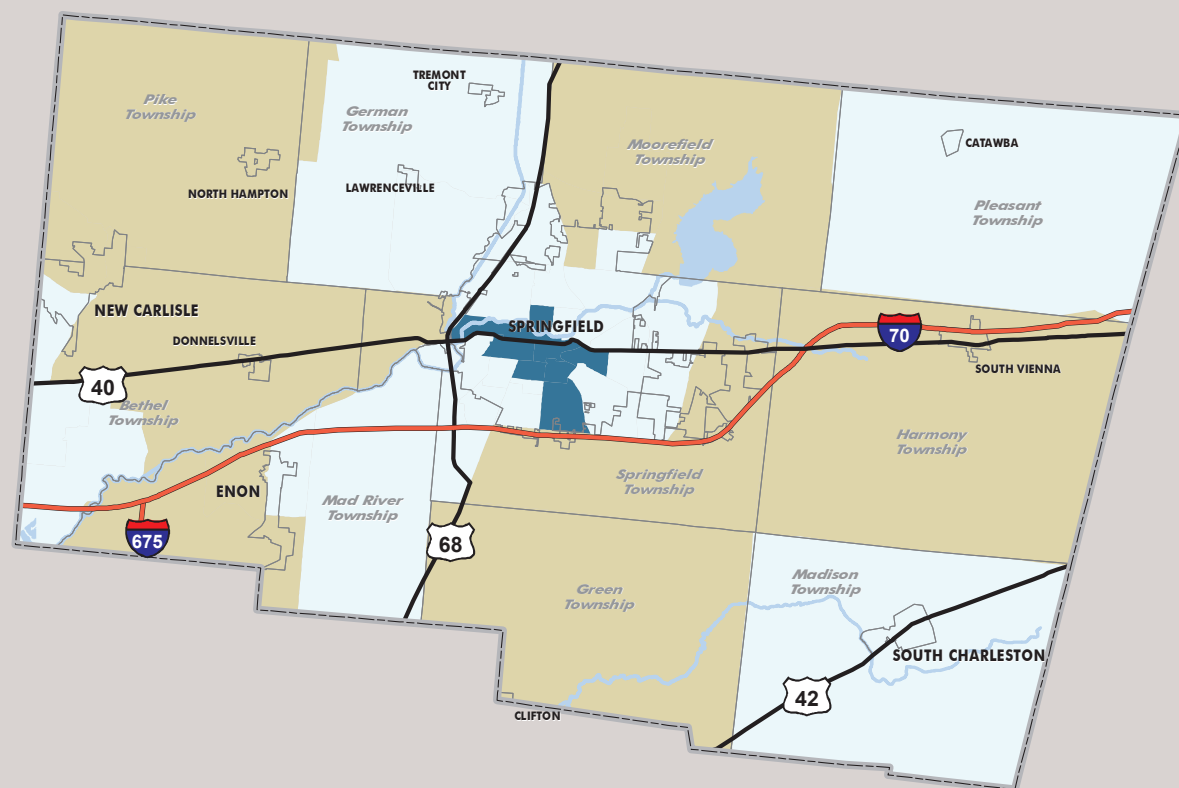 TREMONT
CITY
Pike
Township
German
Township
Moorefield
Township
CATAWBA
NORTH HAMPTON
LAWRENCEVILLE
Pleasant
Township
NEW CARLISLE
DONNELSVILLE
SPRINGFIELD
70
SOUTH VIENNA
40
Bethel
Township
Harmony
Township
ENON
Mad River
Township
Springfield
Township
675
68
Green
Township
Madison
Township
SOUTH CHARLESTON
42
CLIFTON